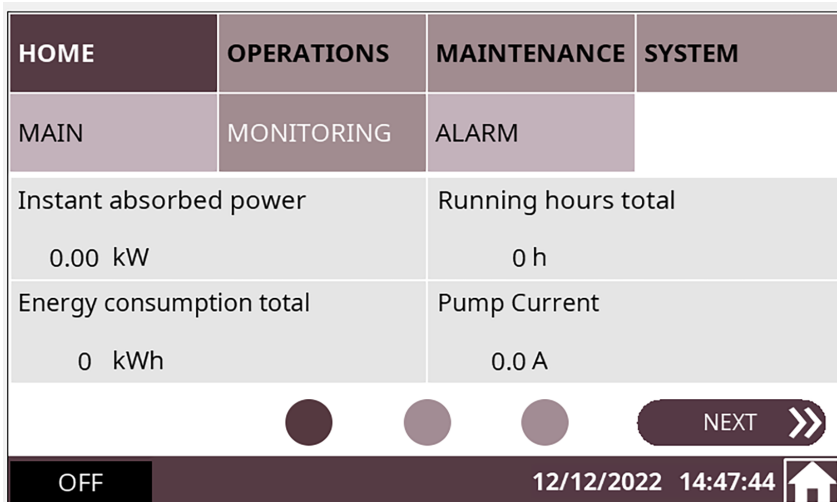 HOME OPERATIONS MAINTENANCE SYSTEM
MAIN MONITORING ALARM
Instant absorbed power Running hours total
0.00 kW 0 h
Energy consumption total Pump Current
0 kWh 0.0 A
NEXT
OFF 12/12/2022 14:47:44